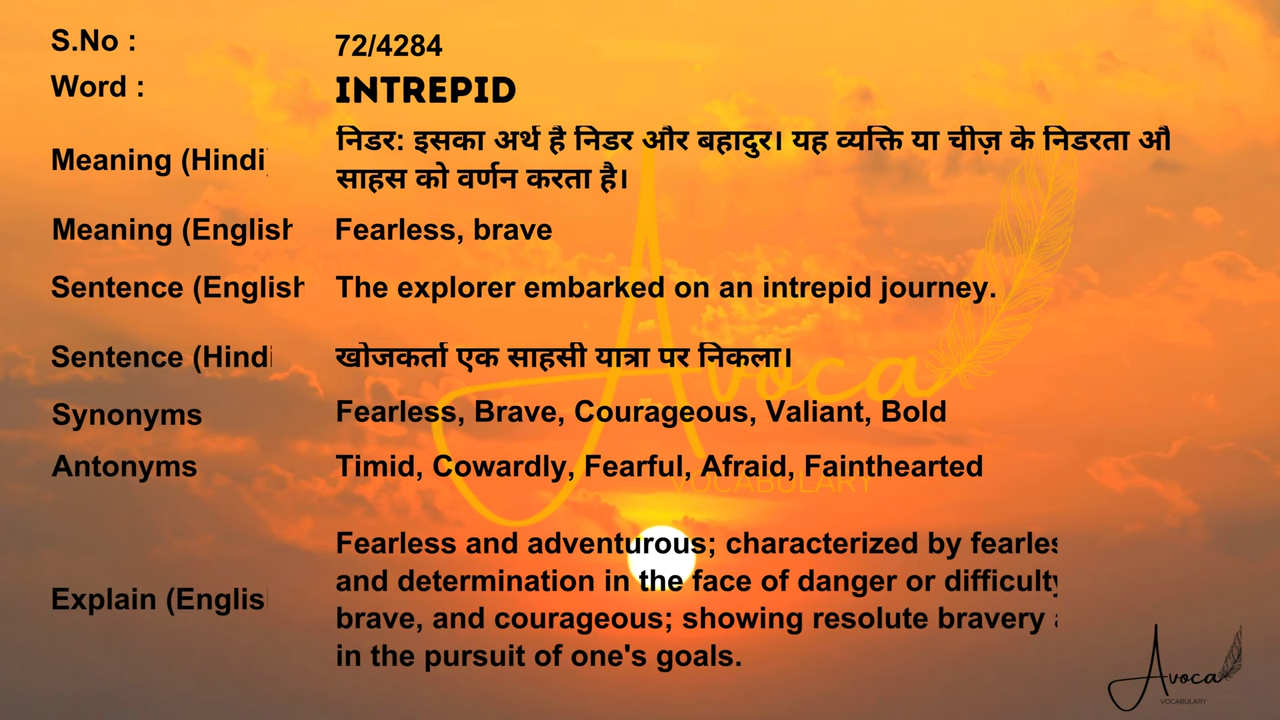 S.No : 72/4284
Word : INTREPID
Meaning (Hindi) निडर: इसका अर्थ है निडर और बहादुर। यह व्यक्ति या चीज़ के निडरता औ
साहस को वर्णन करता है।
Meaning (English Fearless, brave
Sentence (English The explorer embarked on an intrepid journey.
Sentence (Hindi खोजकर्ता एक साहसी यात्रा पर निकला।
Synonyms Fearless, Brave, Courageous, Valiant, Bold
Antonyms Timid, Cowardly, Fearful, Afraid, Fainthearted
Explain (Englis Fearless and adventurous; characterized by fearles
and determination in the face of danger or difficulty
brave, and courageous; showing resolute bravery
in the pursuit of one's goals.
Avoca
VOCABULARY
Avoca
VOCABULARY